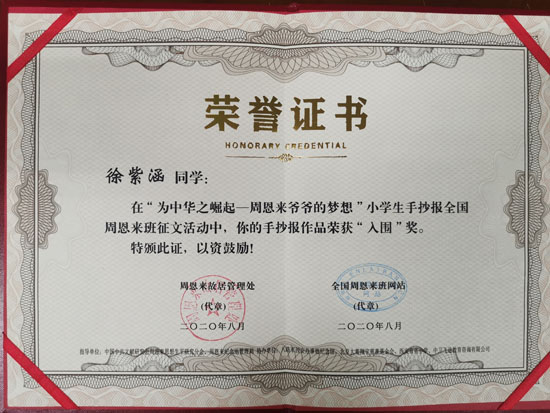 荣誉证书
HONORARY CREDENTIAL
徐紫涵 同学:
在“为中华之崛起—周恩来爷爷的梦想”小学生手抄报全国
周恩来班征文活动中，你的手抄报作品荣获“入围”奖。
特颁此证，以资鼓励!
周恩来故居管理处 全国周恩来班网站
(代章) (代章)
二〇二〇年八月 二〇二〇年八月
指导单位: